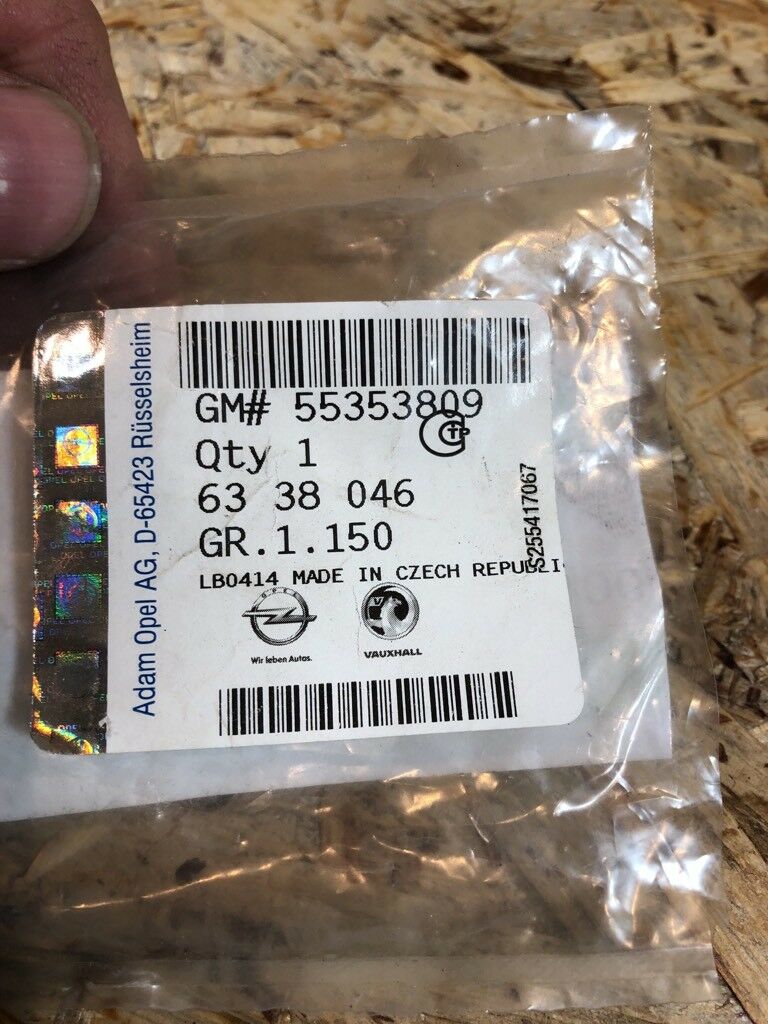 Adam Opel AG, D-65423 Rüsselsheim
GM# 55353809
Qty 1
63 38 046
GR.1.150
S255417067
LB0414 MADE IN CZECH REPUBLI
OPEL
Wir leben Autos.
VAUXHALL